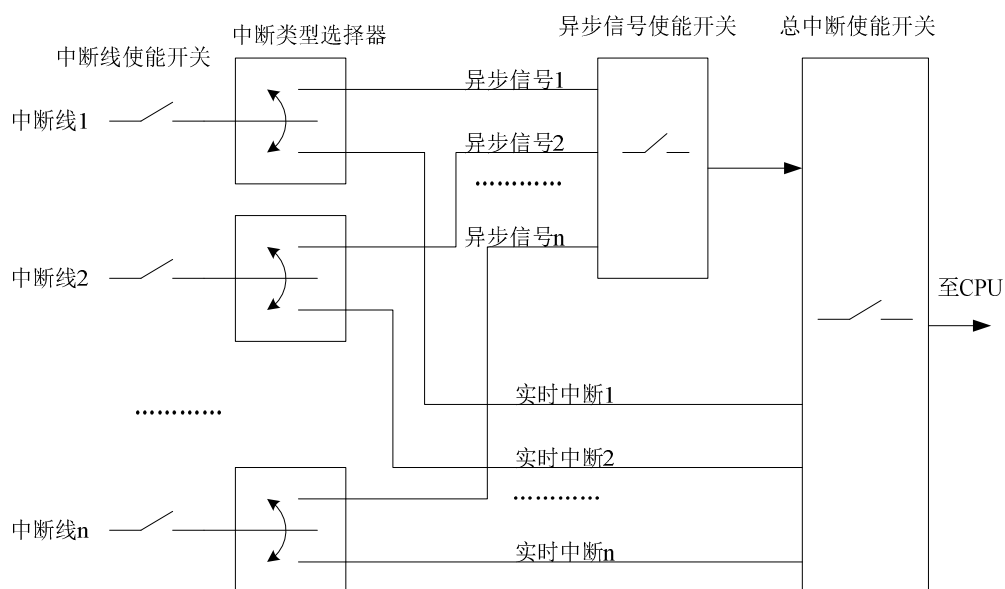 中断线使能开关
中断类型选择器
异步信号使能开关
总中断使能开关
中断线1
异步信号1
异步信号2
…………
异步信号n
中断线2
至CPU
…………
实时中断1
实时中断2
…………
中断线n
实时中断n